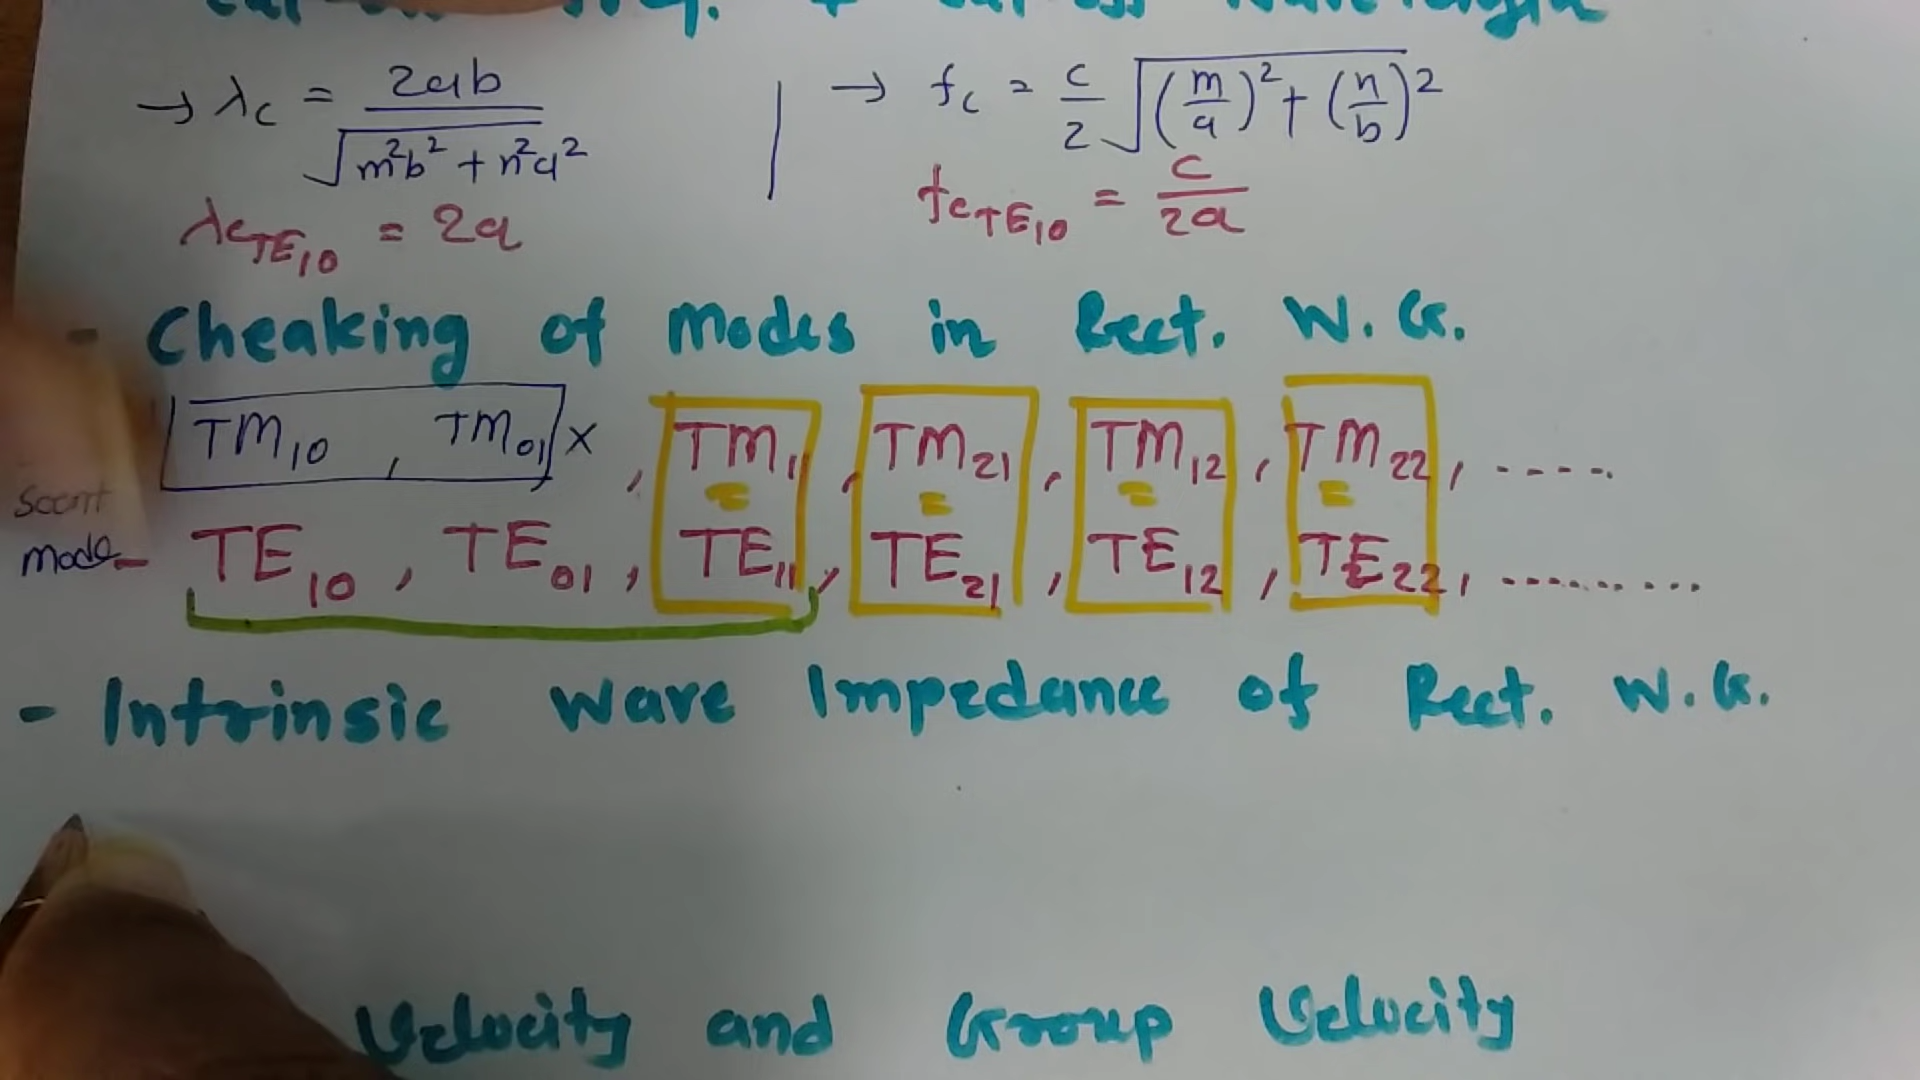 wavelength
→ λc = 2ab / √(m²b² + n²a²) | → fc = c/2 √((m/a)² + (n/b)²)
λcTE10 = 2a fcTE10 = c/2a
- Cheaking of modes in Rect. W.G.
TM10 , TM01 × , TM11 , TM21 , TM12 , TM22 , -----
= = = =
mode- TE10 , TE01 , TE11 , TE21 , TE12 , TE22 , .........
- Intrinsic wave Impedance of Rect. W.G.
Velocity and Group Velocity